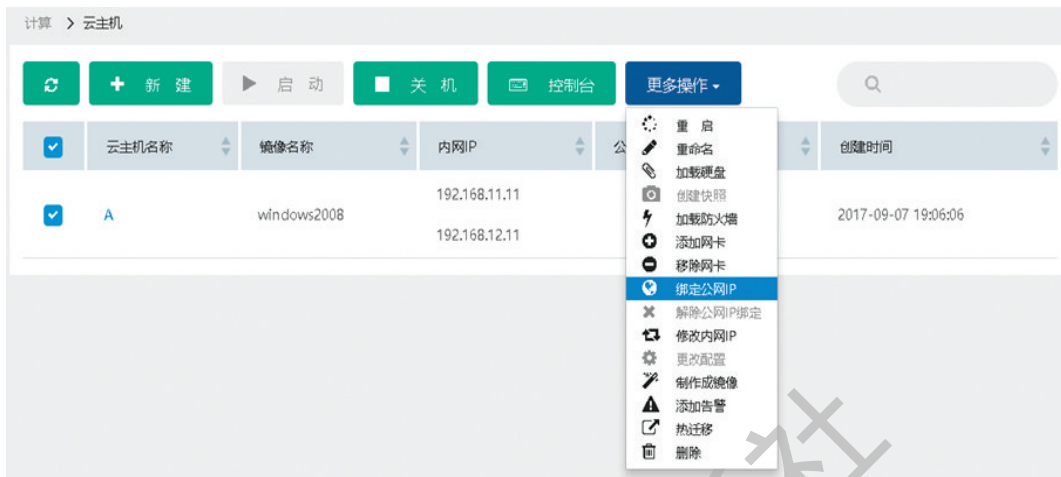 计算 > 云主机
新 建
启 动
关 机
控制台
更多操作
云主机名称
镜像名称
内网IP
公
创建时间
A
windows2008
192.168.11.11
192.168.12.11
2017-09-07 19:06:06
重 启
重命名
加载硬盘
创建快照
加载防火墙
添加网卡
移除网卡
绑定公网IP
解除公网IP绑定
修改内网IP
更改配置
制作成镜像
添加告警
热迁移
删除
社